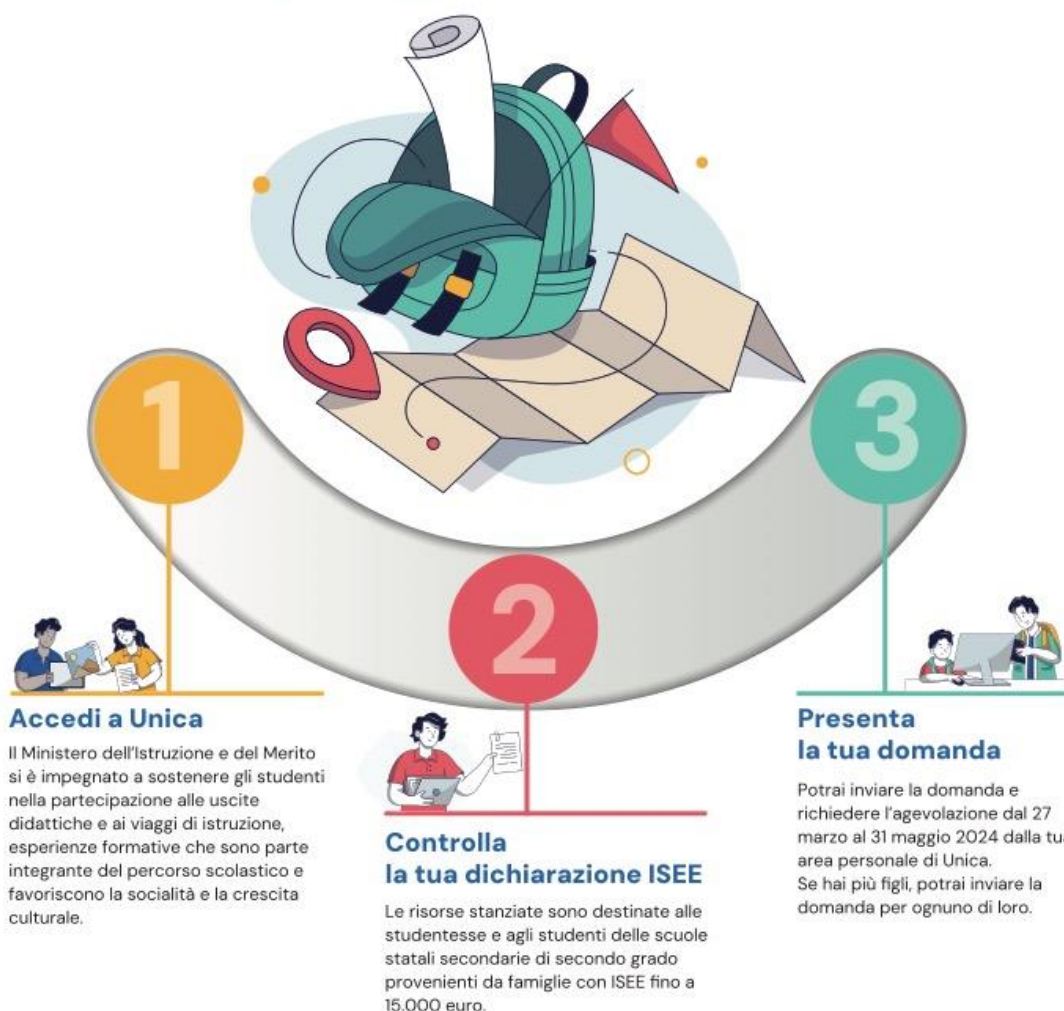 1
Accedi a Unica
Il Ministero dell'Istruzione e del Merito
si è impegnato a sostenere gli studenti
nella partecipazione alle uscite
didattiche e ai viaggi di istruzione,
esperienze formative che sono parte
integrante del percorso scolastico e
favoriscono la socialità e la crescita
culturale.
2
Controlla
la tua dichiarazione ISEE
Le risorse stanziate sono destinate alle
studentesse e agli studenti delle scuole
statali secondarie di secondo grado
provenienti da famiglie con ISEE fino a
15.000 euro.
3
Presenta
la tua domanda
Potrai inviare la domanda e
richiedere l'agevolazione dal 27
marzo al 31 maggio 2024 dalla tua
area personale di Unica.
Se hai più figli, potrai inviare la
domanda per ognuno di loro.